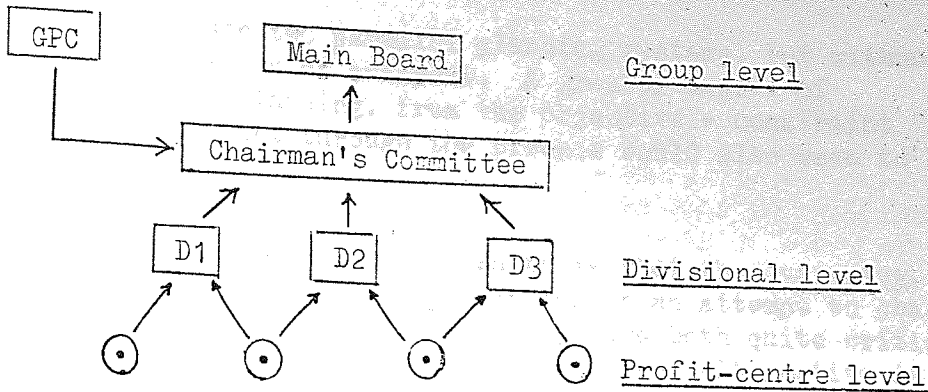 GPC
Main Board
Group level
Chairman's Committee
D1
D2
D3
Divisional level
Profit-centre level